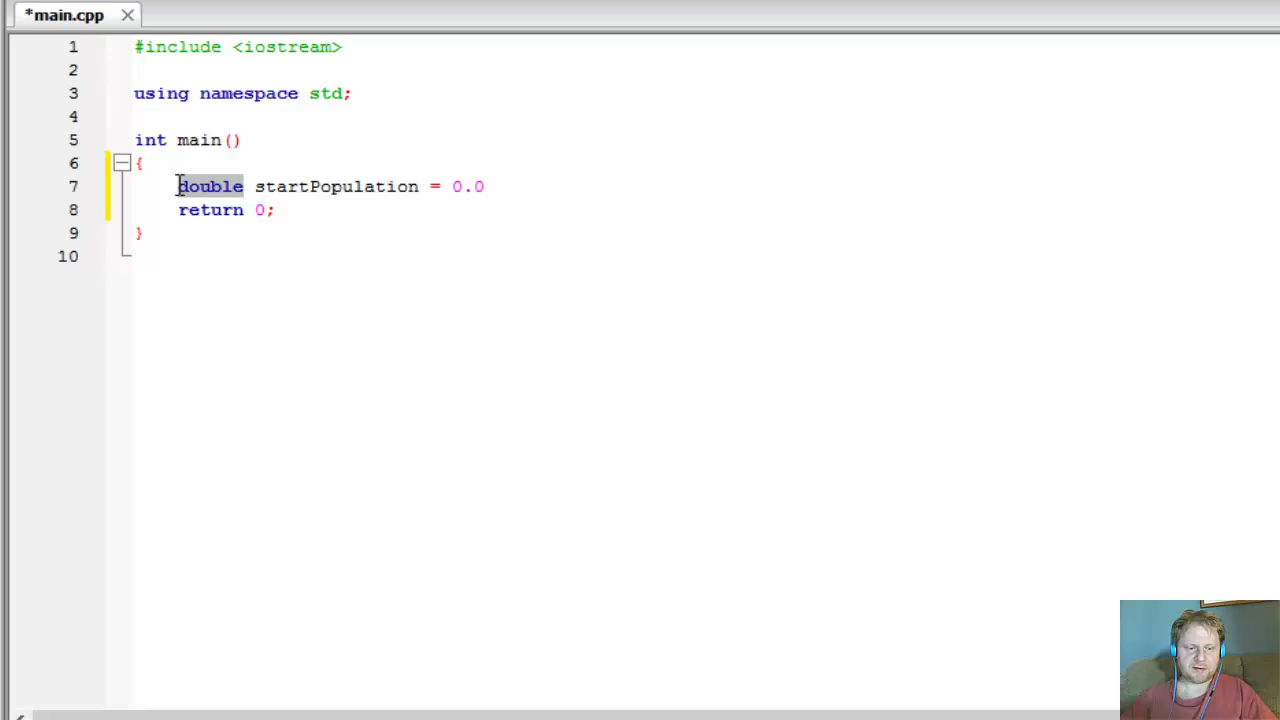 *main.cpp
1 #include <iostream>
2
3 using namespace std;
4
5 int main()
6 {
7 double startPopulation = 0.0
8 return 0;
9 }
10